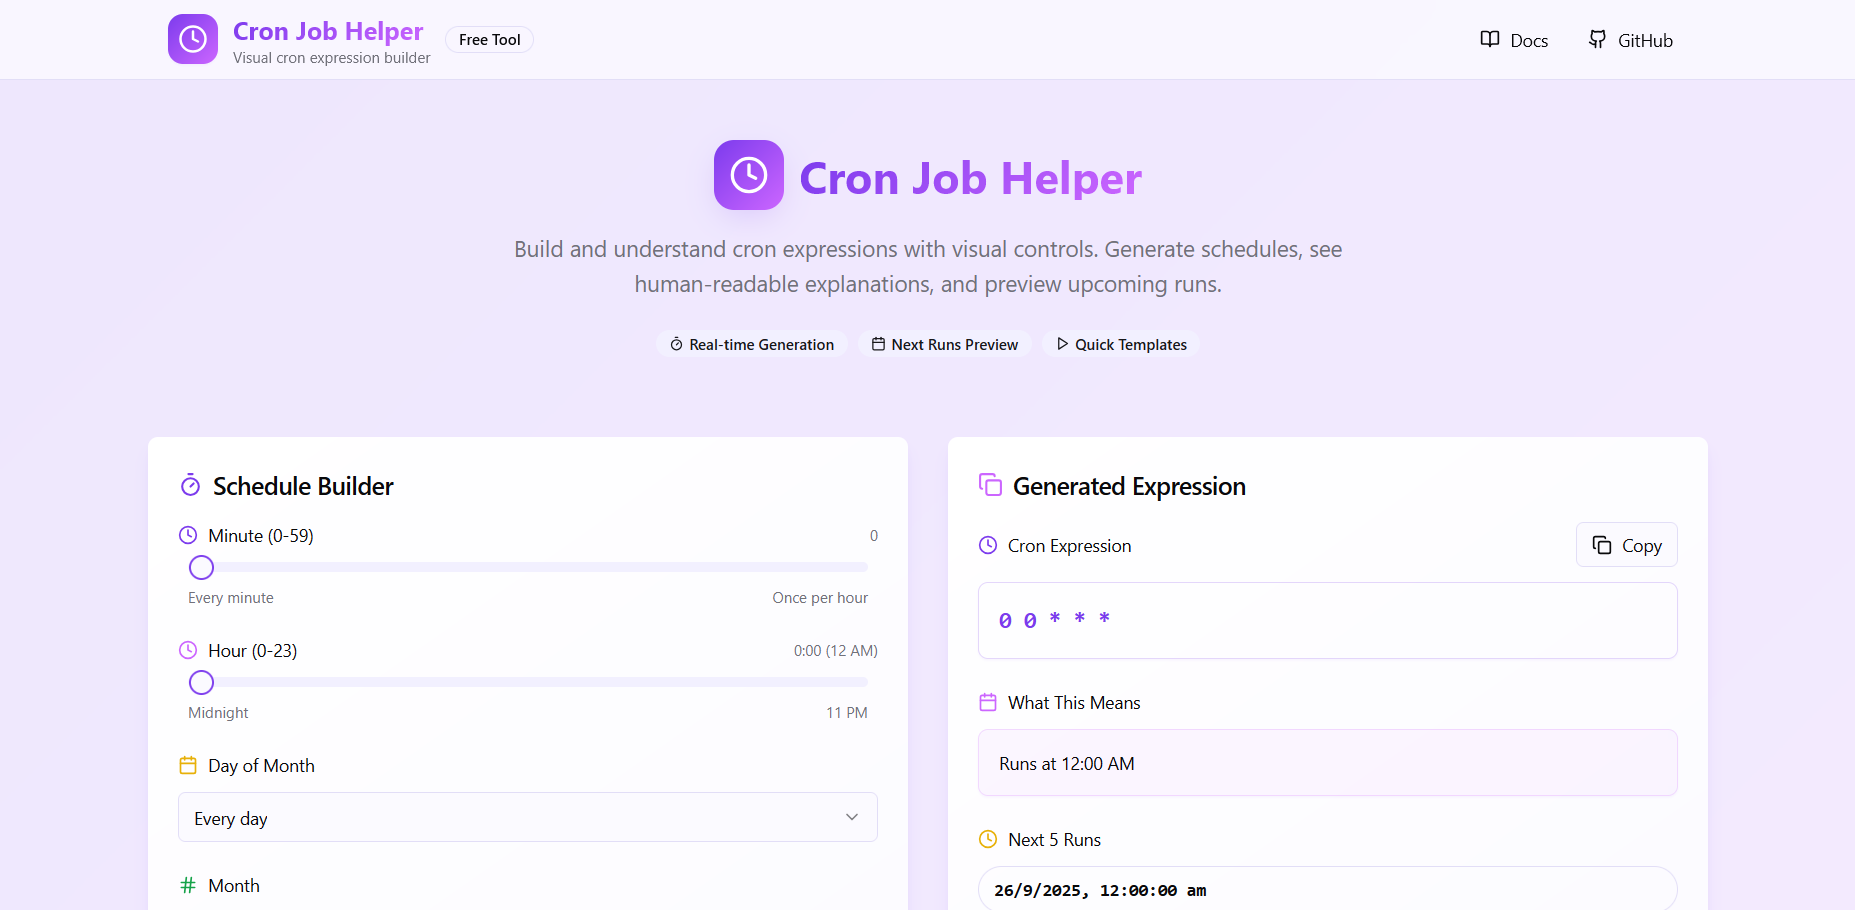 Cron Job Helper
Visual cron expression builder
Free Tool
Docs
GitHub
Cron Job Helper
Build and understand cron expressions with visual controls. Generate schedules, see
human-readable explanations, and preview upcoming runs.
Real-time Generation
Next Runs Preview
Quick Templates
Schedule Builder
Minute (0-59)
0
Every minute
Once per hour
Hour (0-23)
0:00 (12 AM)
Midnight
11 PM
Day of Month
Every day
Month
Generated Expression
Cron Expression
Copy
0 0 * * *
What This Means
Runs at 12:00 AM
Next 5 Runs
26/9/2025, 12:00:00 am